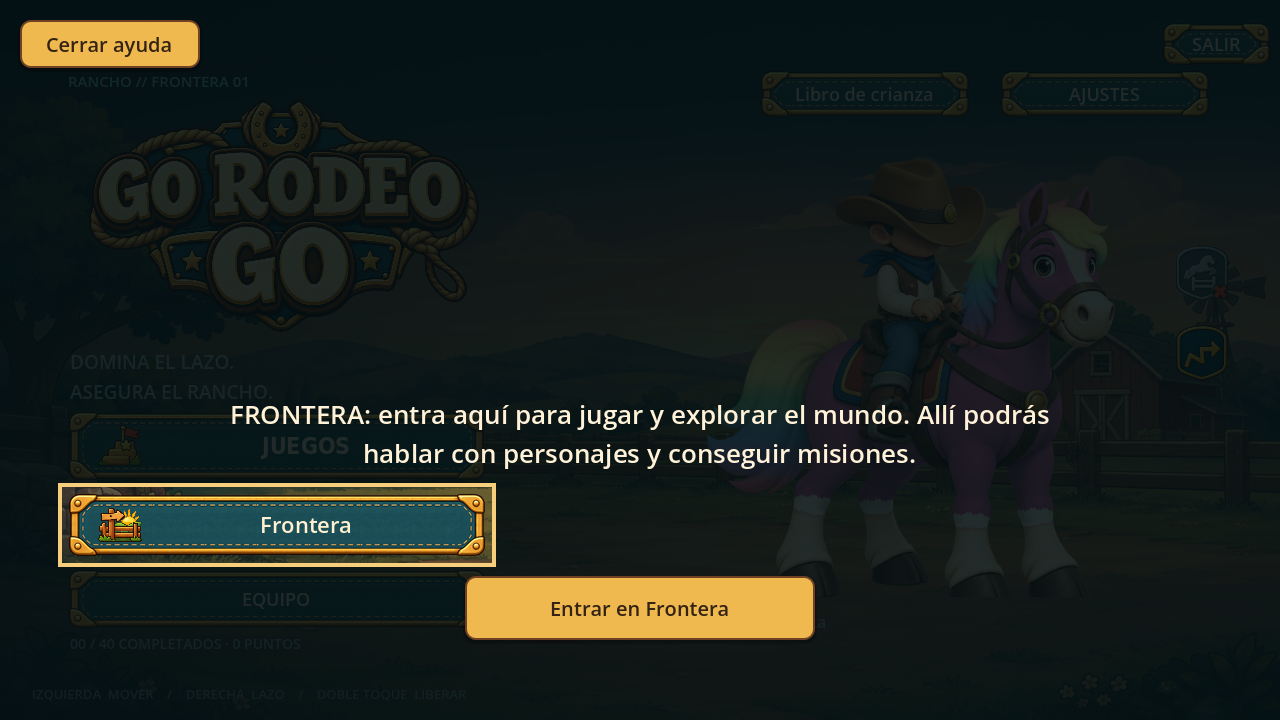 Cerrar ayuda
SALIR
RANCHO // FRONTERA 01
Libro de crianza
AJUSTES
GO RODEO
GO
DOMINA EL LAZO.
ASEGURA EL RANCHO.
FRONTERA: entra aquí para jugar y explorar el mundo. Allí podrás
hablar con personajes y conseguir misiones.
JUEGOS
Frontera
EQUIPO
Entrar en Frontera
00 / 40 COMPLETADOS · 0 PUNTOS
IZQUIERDA MOVER / DERECHA LAZO / DOBLE TOQUE LIBERAR